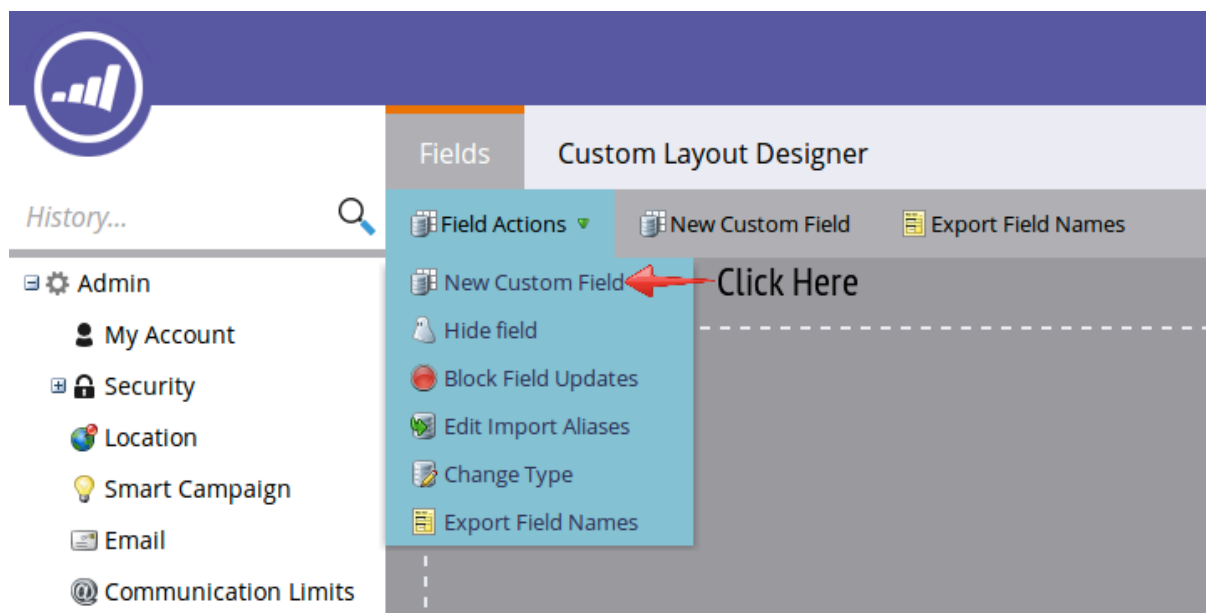 Fields
Custom Layout Designer
History...
Field Actions
New Custom Field
Export Field Names
Admin
My Account
Security
Location
Smart Campaign
Email
Communication Limits
New Custom Field
Click Here
Hide field
Block Field Updates
Edit Import Aliases
Change Type
Export Field Names